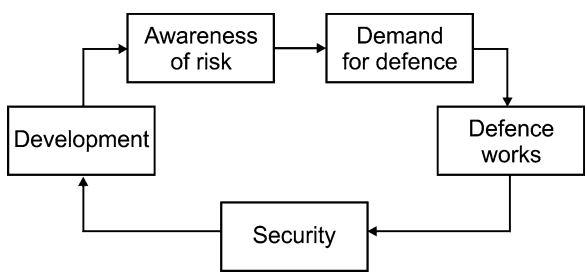 Awareness
of risk
Demand
for defence
Development
Defence
works
Security